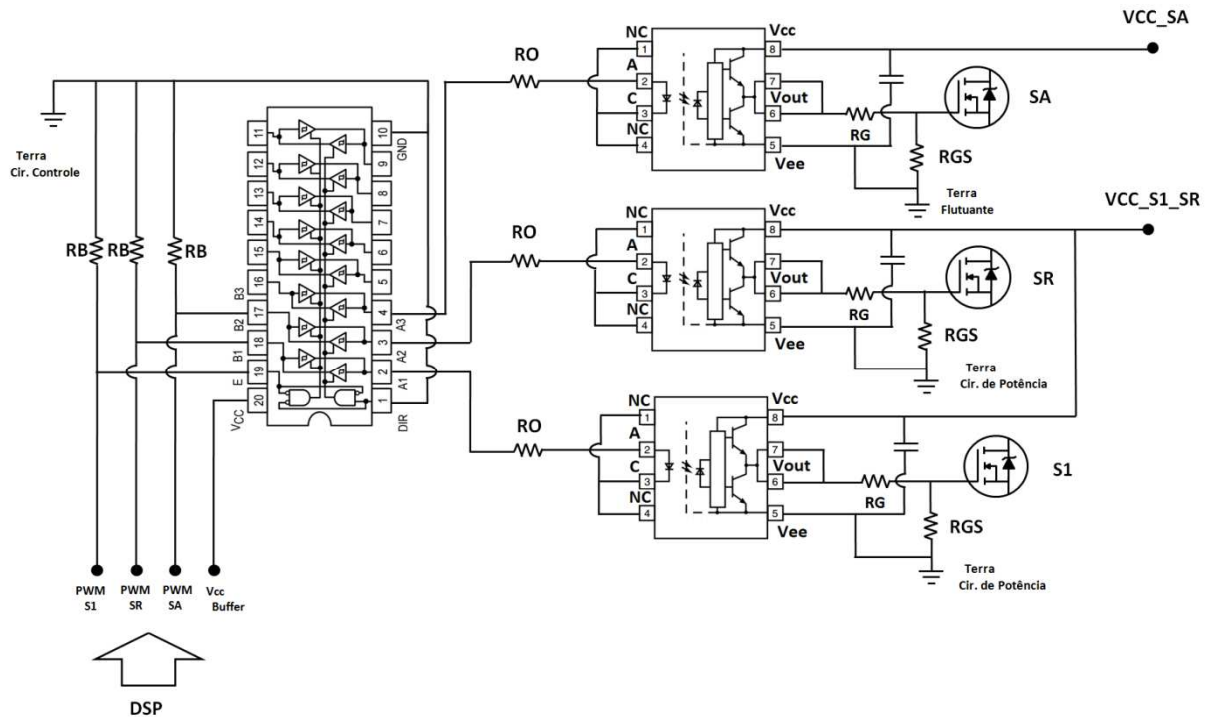 VCC_SA
NC
1
A
2
C
3
NC
4
Vcc
8
7
Vout
6
5
Vee
RO
RG
RGS
SA
Terra
Flutuante
Terra
Cir. Controle
RB
RB
RB
11
12
13
14
15
16
17
18
19
20
B3
B2
B1
E
VCC
10
GND
9
8
7
6
5
4
A3
3
A2
2
A1
1
DIR
VCC_S1_SR
NC
1
A
2
C
3
NC
4
Vcc
8
7
Vout
6
5
Vee
RO
RG
RGS
SR
Terra
Cir. de Potência
NC
1
A
2
C
3
NC
4
Vcc
8
7
Vout
6
5
Vee
RO
RG
RGS
S1
Terra
Cir. de Potência
PWM
S1
PWM
SR
PWM
SA
Vcc
Buffer
DSP